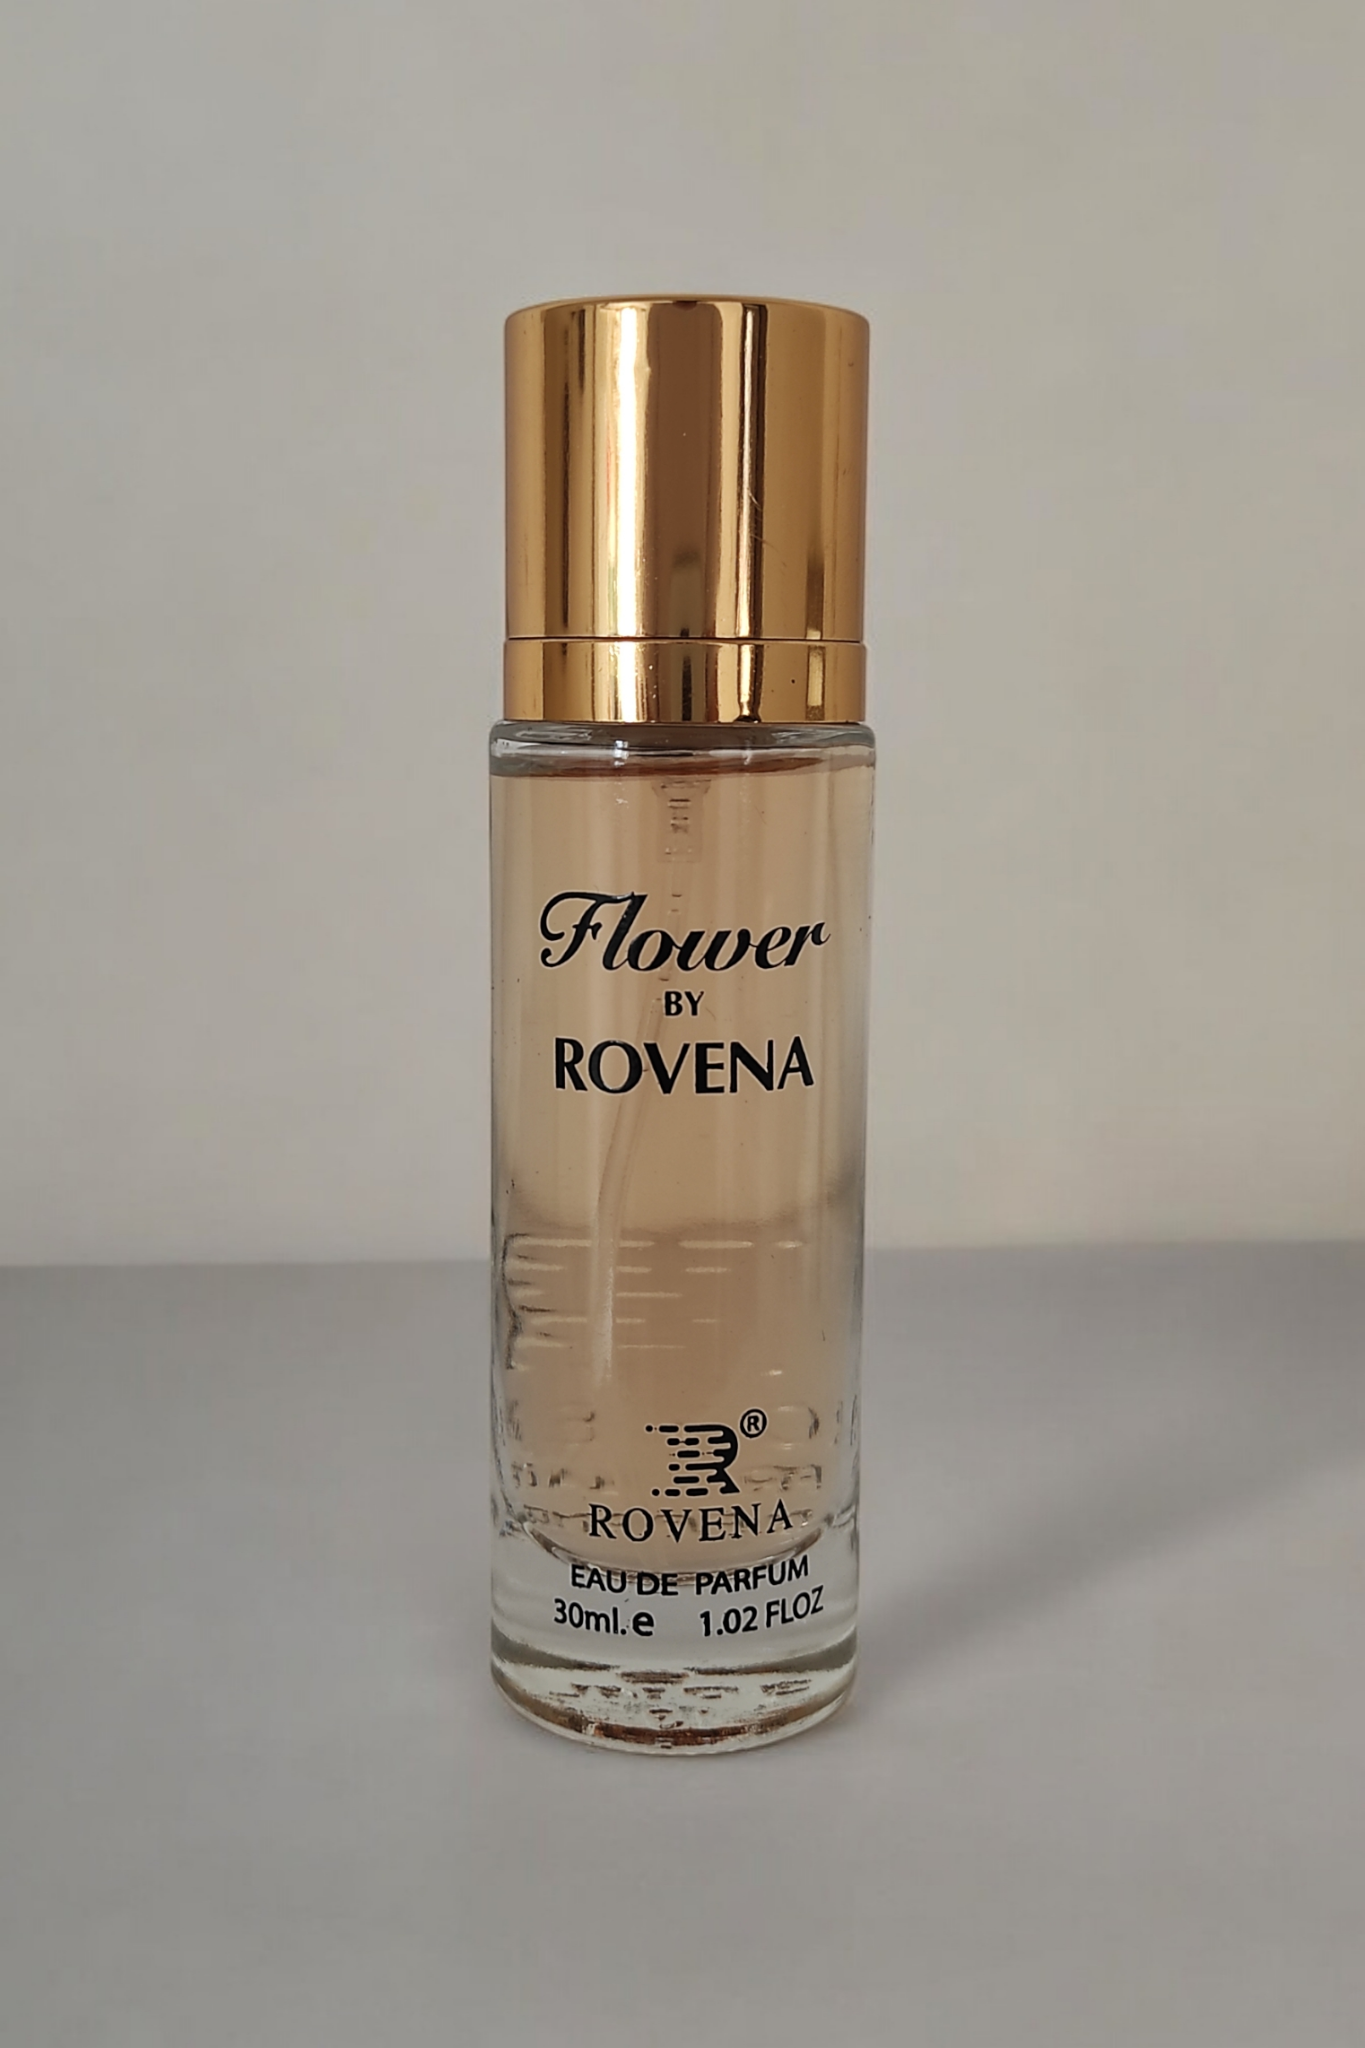 Flower
BY
ROVENA
R®
ROVENA
EAU DE PARFUM
30ml.e 1.02 FLOZ